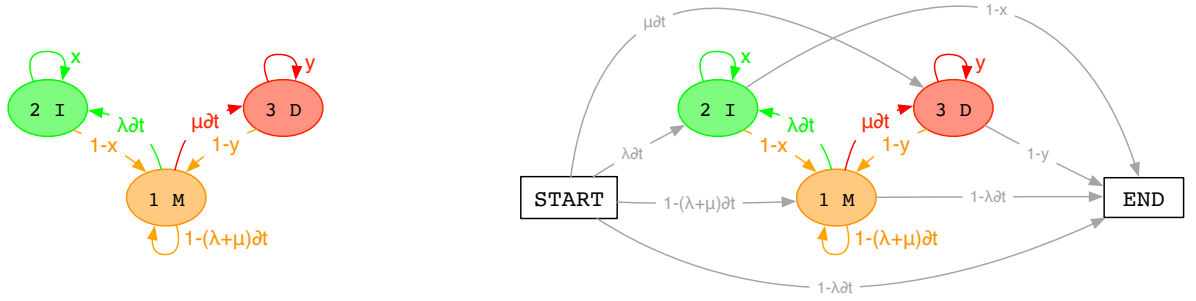 x
y
2 I
3 D
λ∂t
μ∂t
1-x
1-y
1 M
1-(λ+μ)∂t
1-x
μ∂t
x
y
2 I
3 D
λ∂t
μ∂t
λ∂t
1-x
1-y
1-y
START
1-(λ+μ)∂t
1 M
1-λ∂t
END
1-(λ+μ)∂t
1-λ∂t